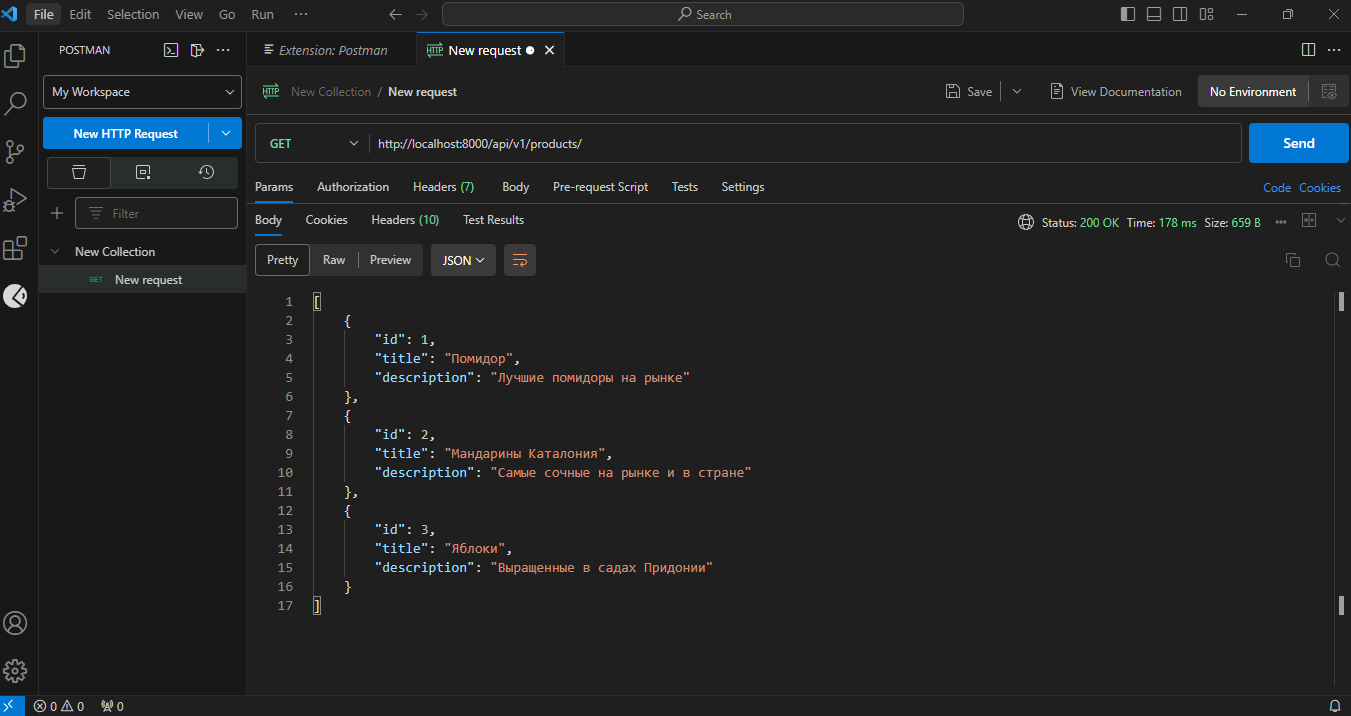 File Edit Selection View Go Run ··· Search
POSTMAN
Extension: Postman
New request
My Workspace
New Collection / New request
Save
View Documentation
No Environment
New HTTP Request
GET
http://localhost:8000/api/v1/products/
Send
Filter
New Collection
GET New request
Params Authorization Headers (7) Body Pre-request Script Tests Settings
Code Cookies
Body Cookies Headers (10) Test Results
Status: 200 OK Time: 178 ms Size: 659 B
Pretty Raw Preview JSON
1 [
2 {
3 "id": 1,
4 "title": "Помидор",
5 "description": "Лучшие помидоры на рынке"
6 },
7 {
8 "id": 2,
9 "title": "Мандарины Каталония",
10 "description": "Самые сочные на рынке и в стране"
11 },
12 {
13 "id": 3,
14 "title": "Яблоки",
15 "description": "Выращенные в садах Придонии"
16 }
17 ]
0 0 0